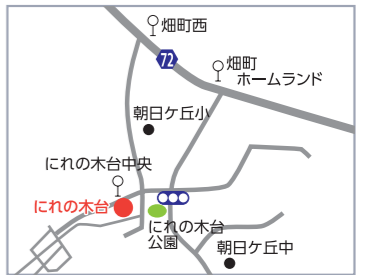 畑町西
72
畑町
ホームランド
朝日ケ丘小
にれの木台中央
にれの木台
にれの木台
公園
朝日ケ丘中